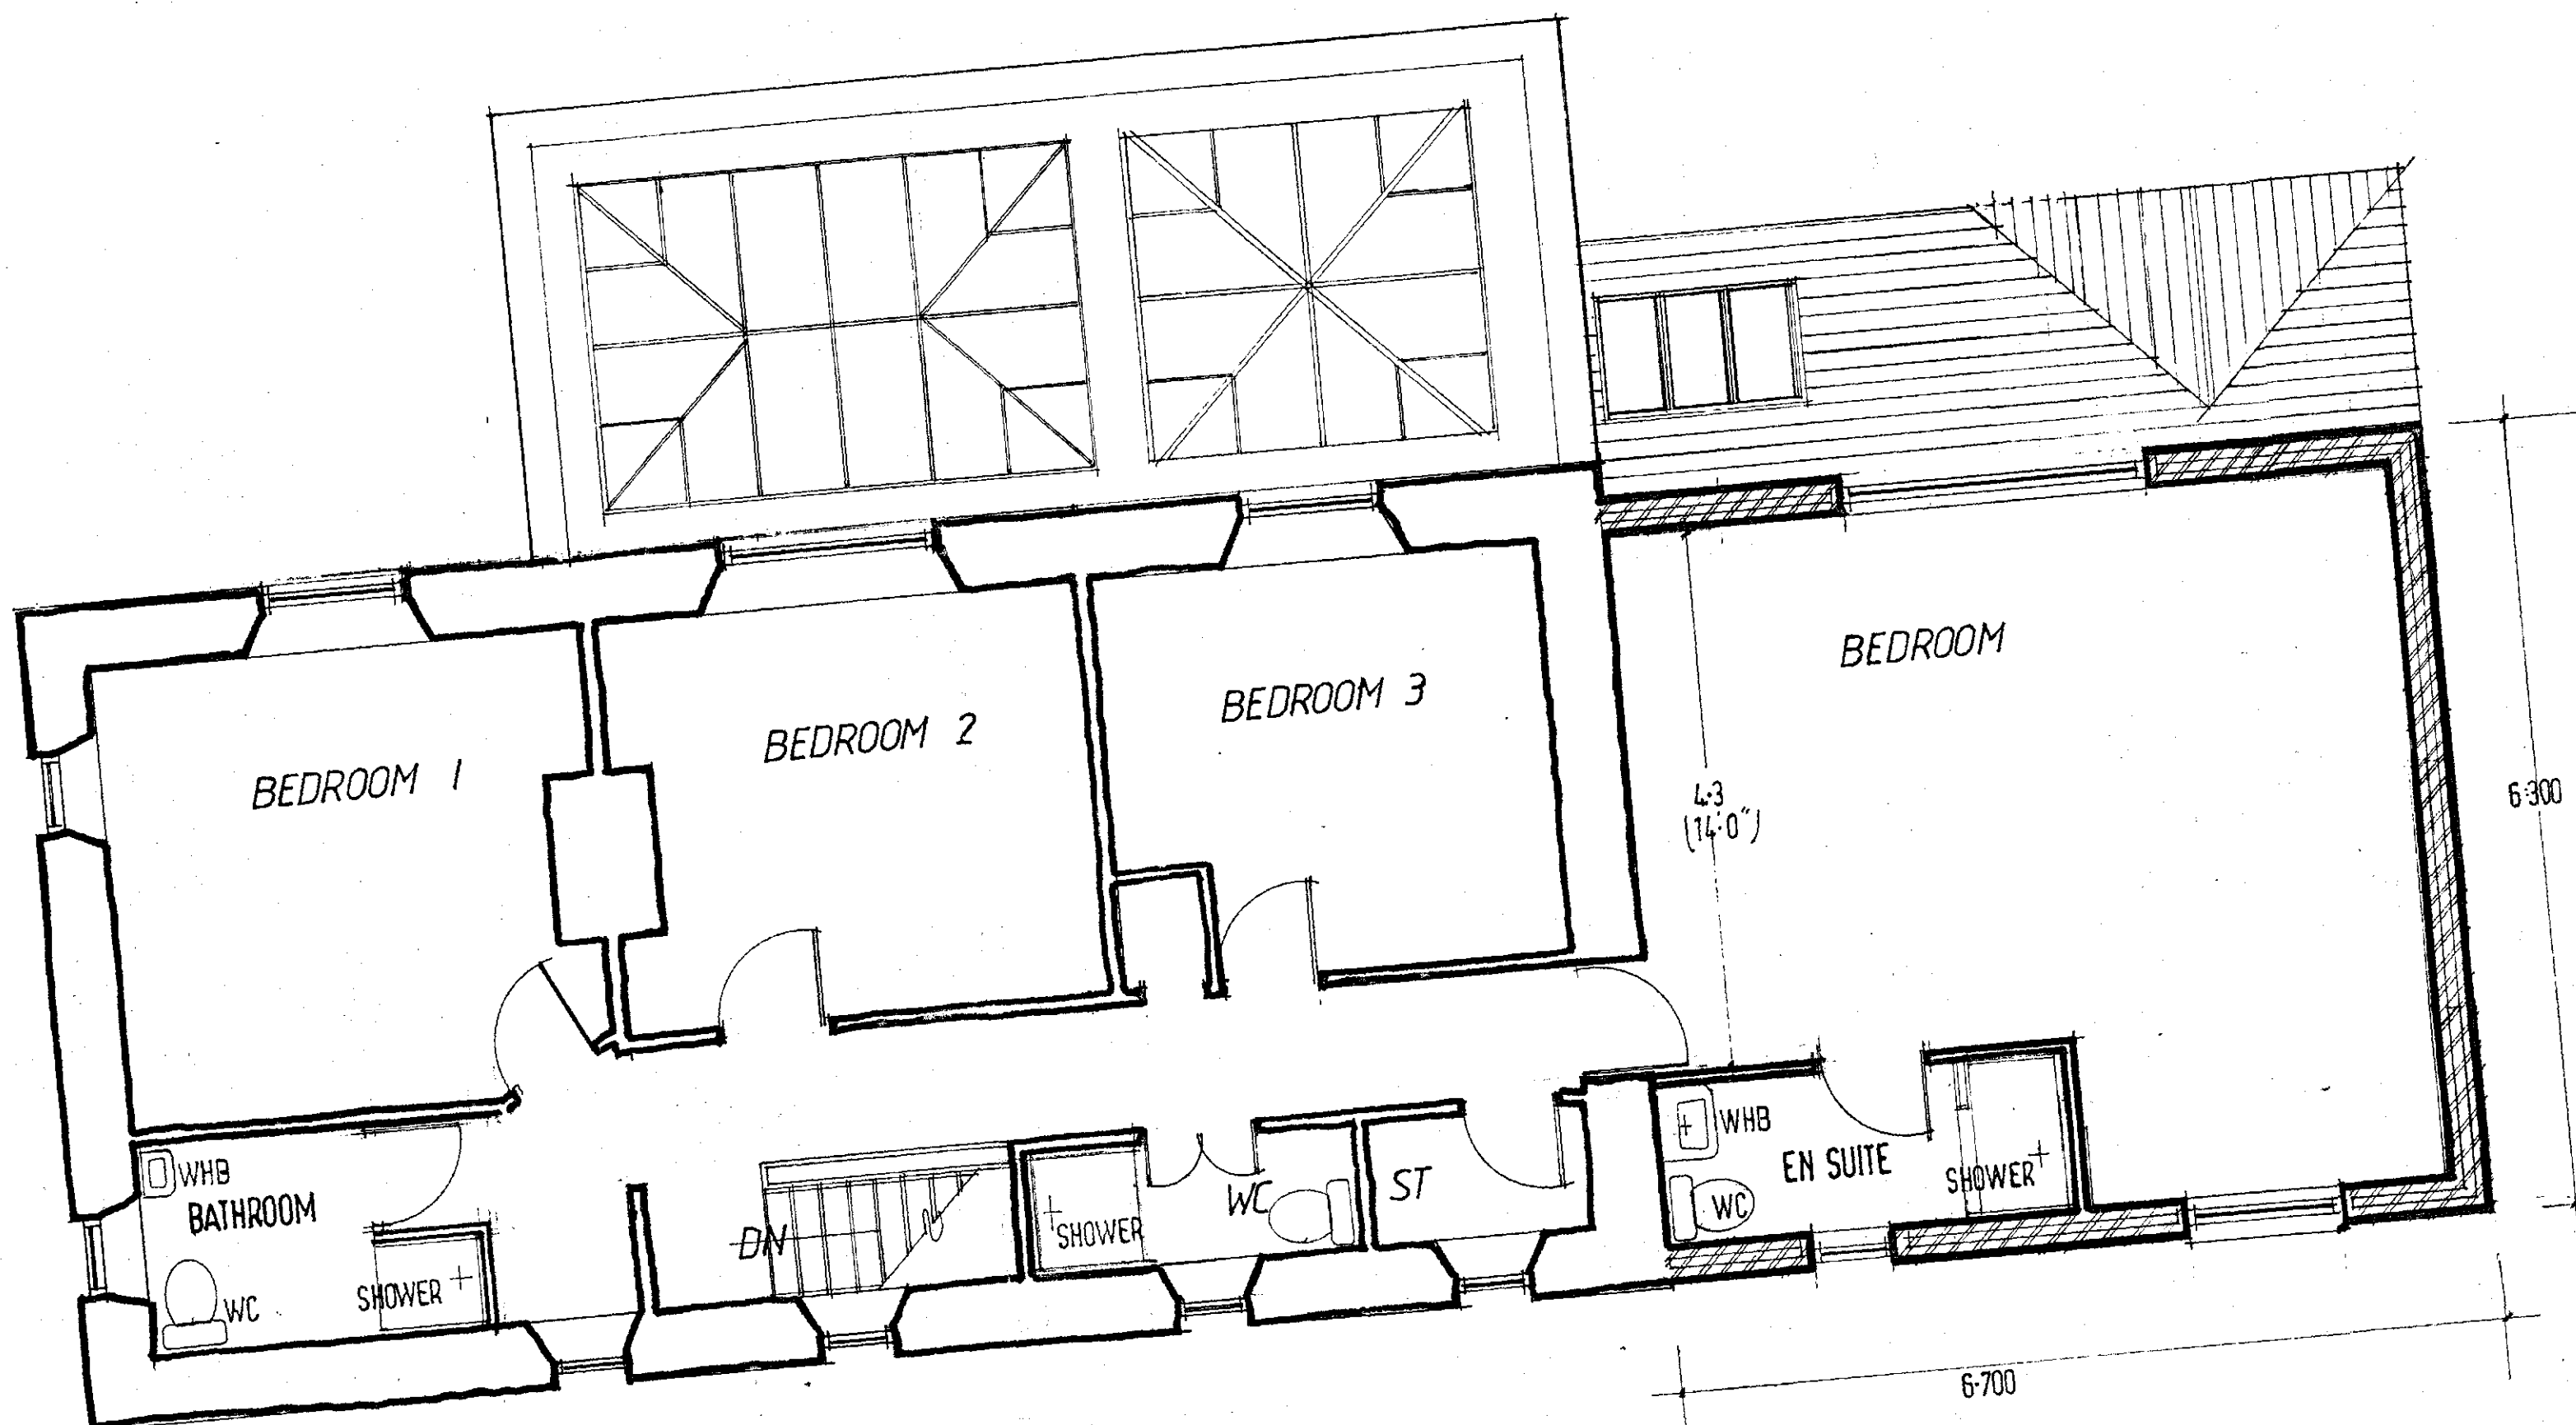 BEDROOM 1
BEDROOM 2
BEDROOM 3
BEDROOM
4·3
(14'·0")
6·300
WHB
BATHROOM
WC
SHOWER
DN
SHOWER
WC
ST
WHB
EN SUITE
WC
SHOWER
6·700